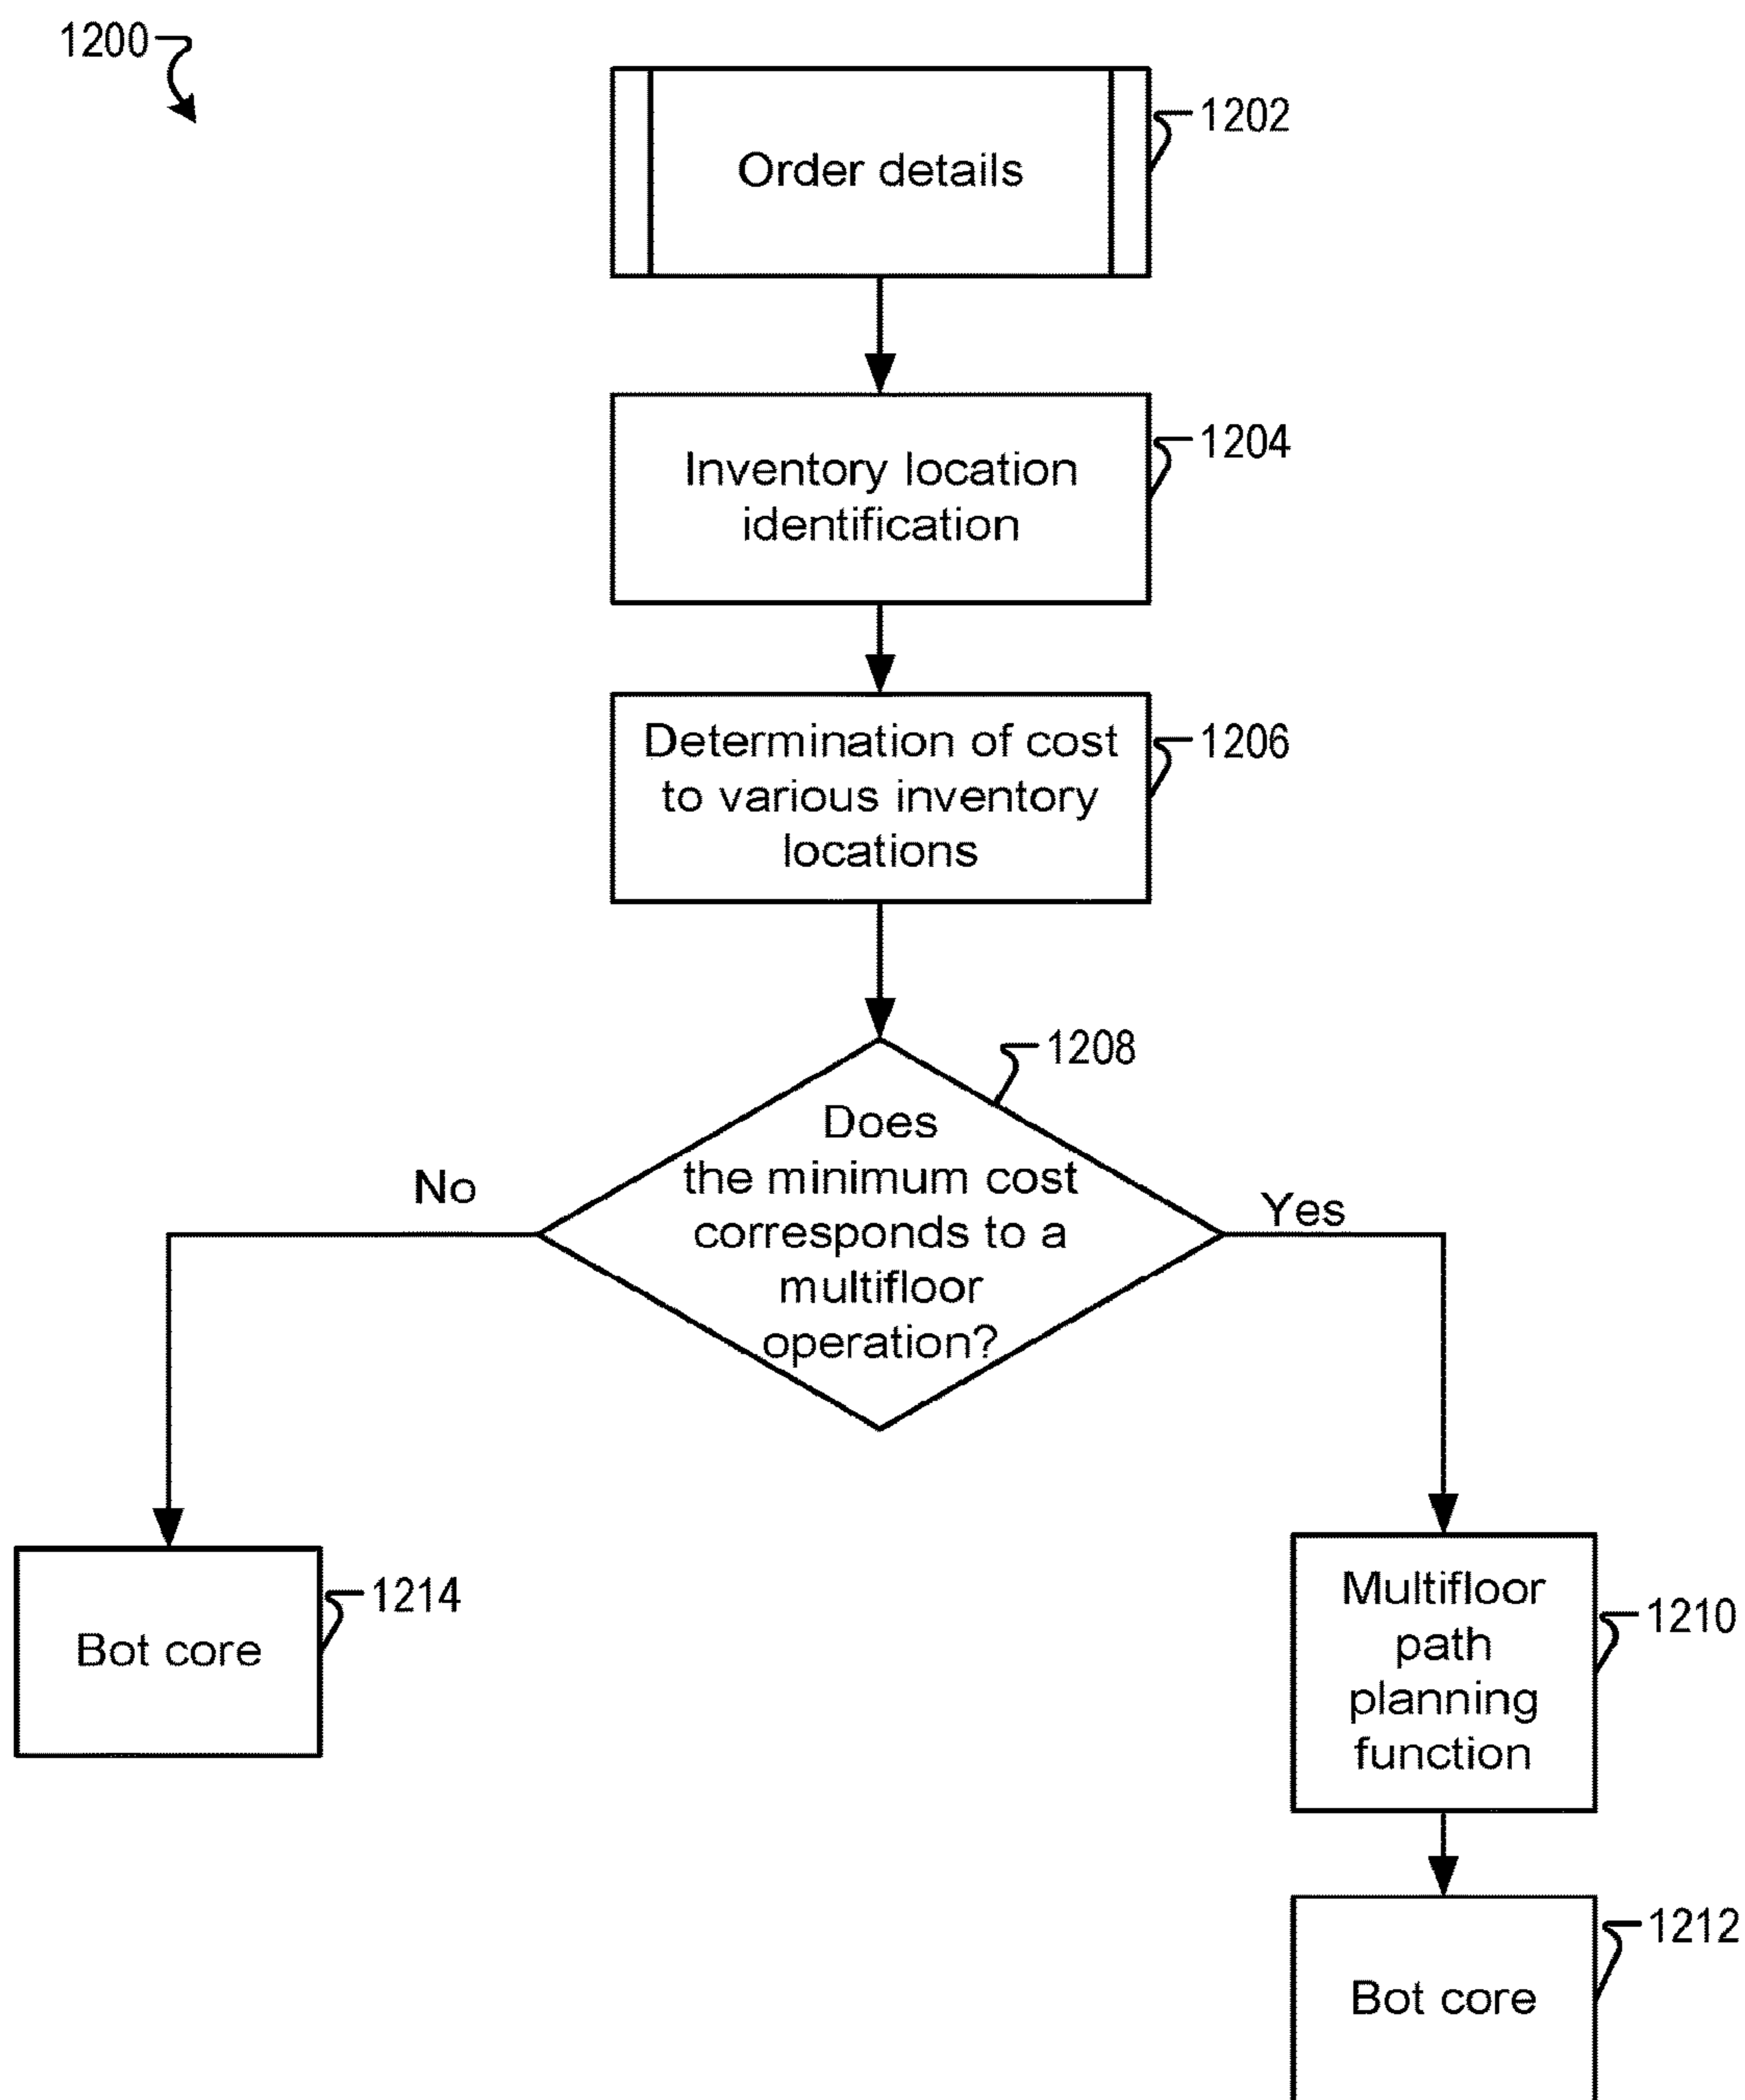 1200
1202
Order details
1204
Inventory location
identification
1206
Determination of cost
to various inventory
locations
1208
Does
the minimum cost
corresponds to a
multifloor
operation?
No
Yes
1214
Bot core
1210
Multifloor
path
planning
function
1212
Bot core